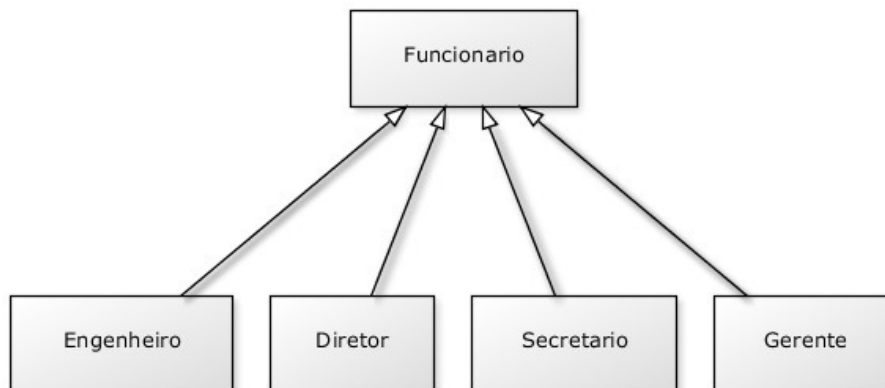 Funcionario
Engenheiro
Diretor
Secretario
Gerente